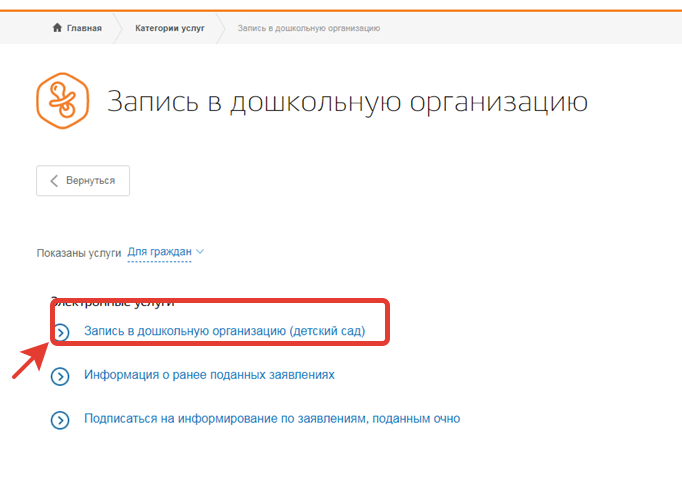 Главная Категории услуг Запись в дошкольную организацию
Запись в дошкольную организацию
Вернуться
Показаны услуги Для граждан
Электронные услуги
Запись в дошкольную организацию (детский сад)
Информация о ранее поданных заявлениях
Подписаться на информирование по заявлениям, поданным очно